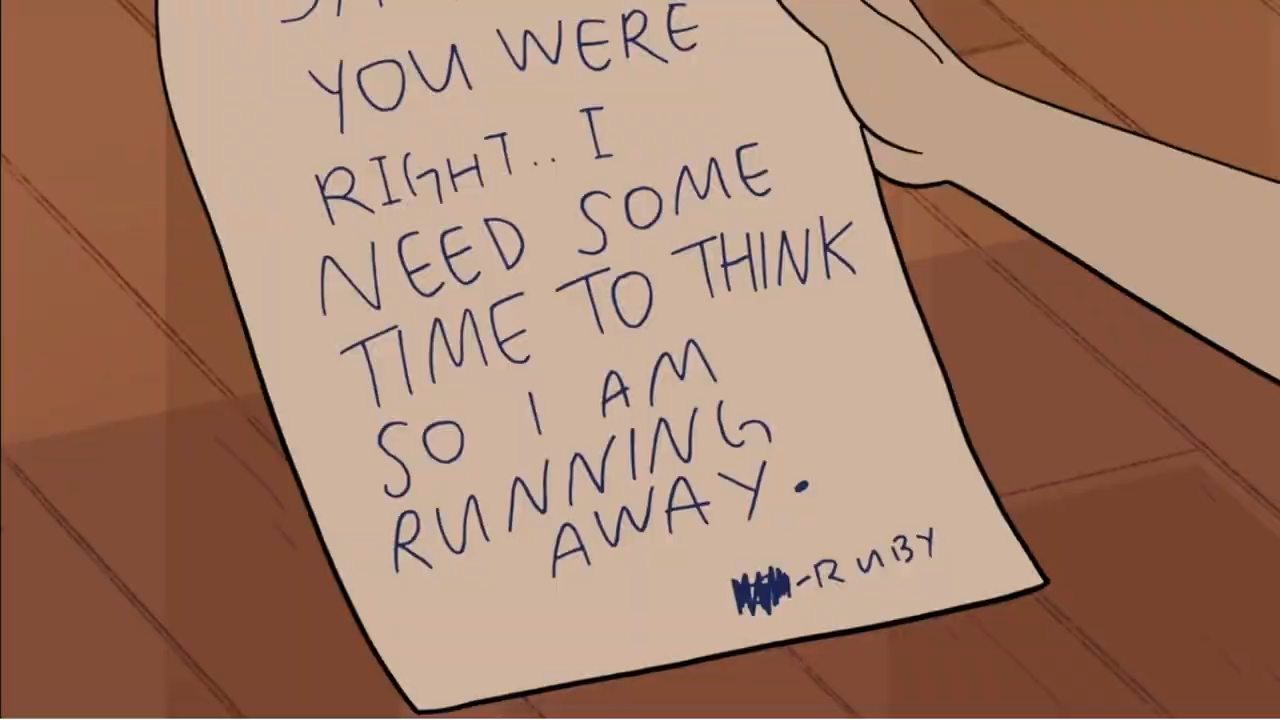 YOU WERE
RIGHT.. I
NEED SOME
TIME TO THINK
SO I AM
RUNNING
AWAY.
-RUBY